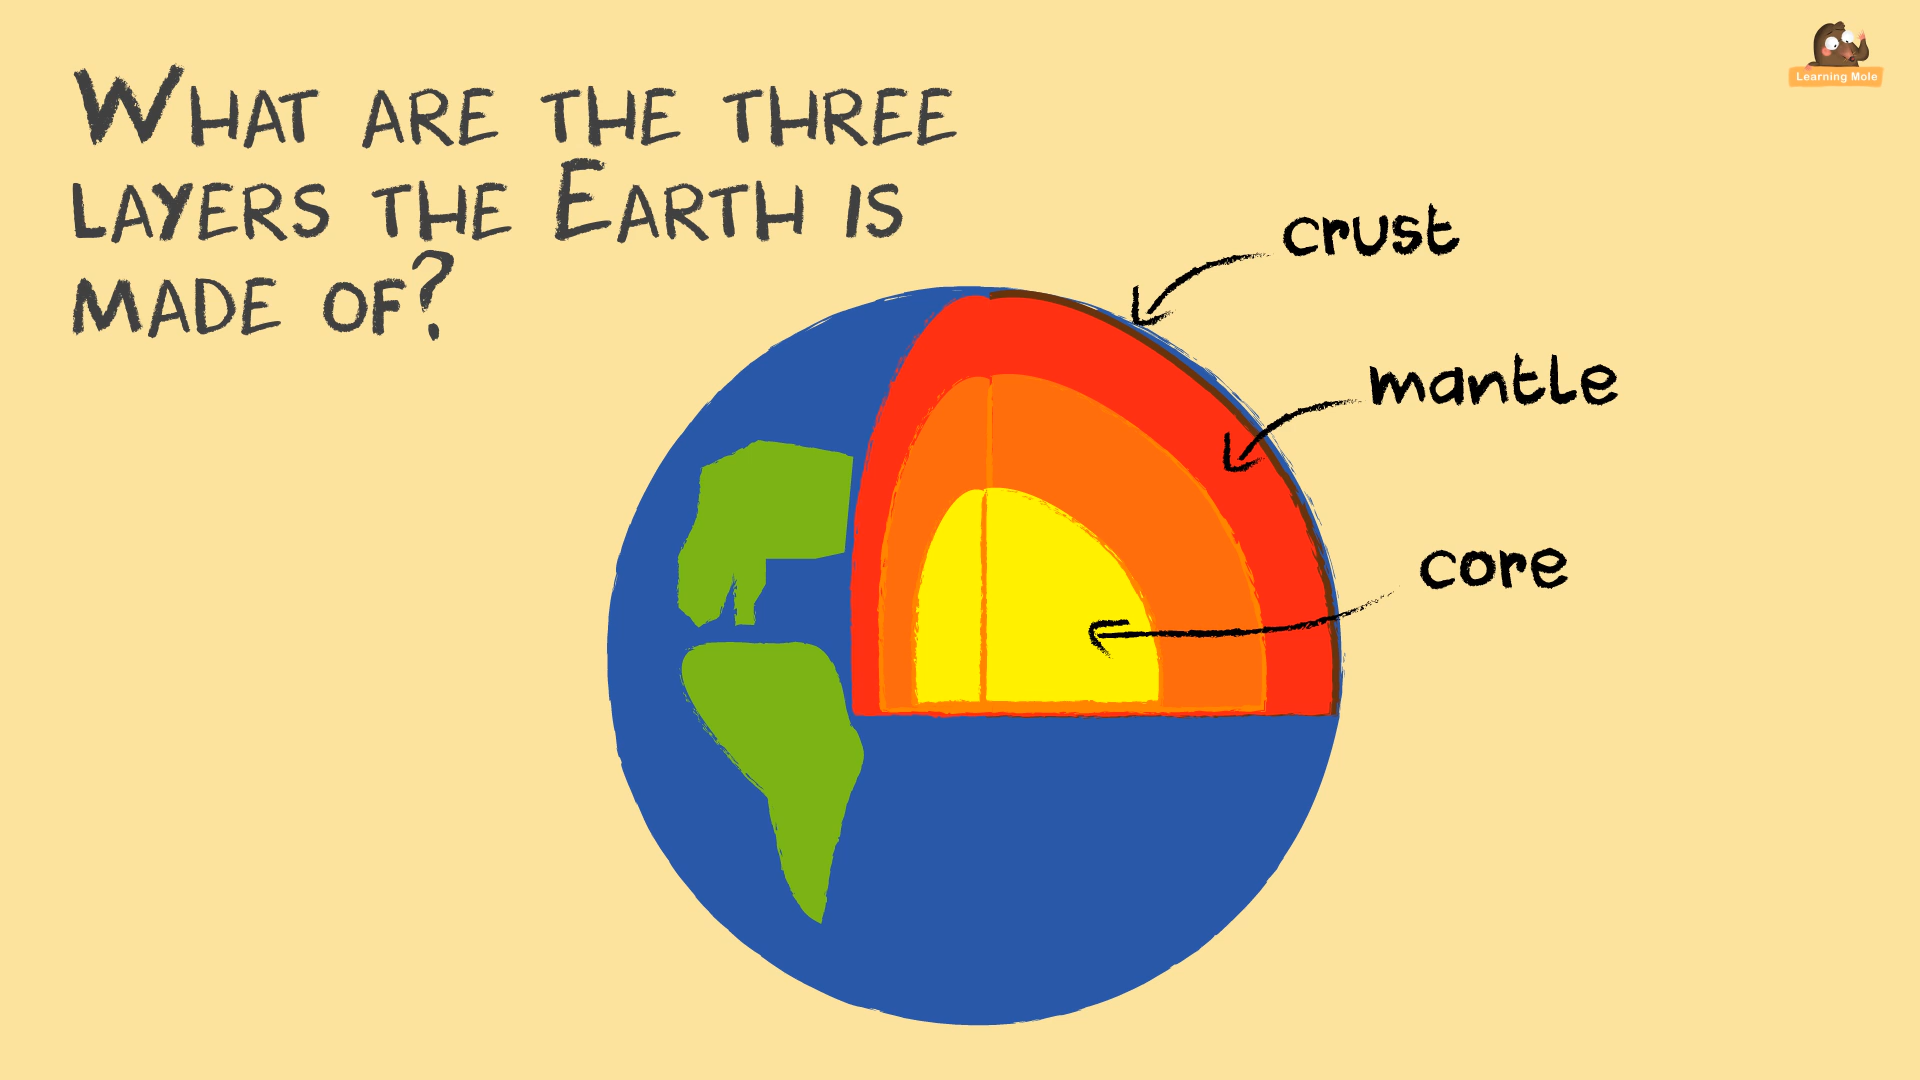 What are the three
layers the Earth is
made of?
Learning Mole
crust
mantle
core